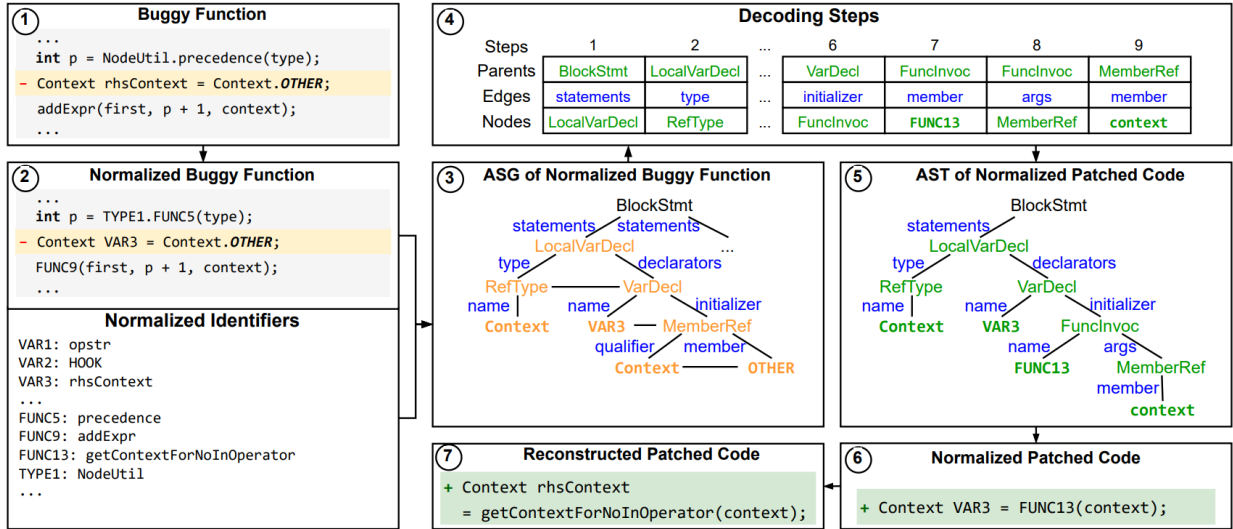 1
Buggy Function
...
int p = NodeUtil.precedence(type);
- Context rhsContext = Context.OTHER;
addExpr(first, p + 1, context);
...
2
Normalized Buggy Function
...
int p = TYPE1.FUNC5(type);
- Context VAR3 = Context.OTHER;
FUNC9(first, p + 1, context);
...
Normalized Identifiers
VAR1: opstr
VAR2: HOOK
VAR3: rhsContext
...
FUNC5: precedence
FUNC9: addExpr
FUNC13: getContextForNoInOperator
TYPE1: NodeUtil
...
3
ASG of Normalized Buggy Function
BlockStmt
statements statements
LocalVarDecl ...
type declarators
RefType VarDecl
name name initializer
Context VAR3 MemberRef
qualifier member
Context OTHER
4
Decoding Steps
Steps 1 2 ... 6 7 8 9
Parents BlockStmt LocalVarDecl ... VarDecl FuncInvoc FuncInvoc MemberRef
Edges statements type ... initializer member args member
Nodes LocalVarDecl RefType ... FuncInvoc FUNC13 MemberRef context
5
AST of Normalized Patched Code
BlockStmt
statements
LocalVarDecl
type declarators
RefType VarDecl
name name initializer
Context VAR3 FuncInvoc
name args
FUNC13 MemberRef
member
context
6
Normalized Patched Code
+ Context VAR3 = FUNC13(context);
7
Reconstructed Patched Code
+ Context rhsContext
= getContextForNoInOperator(context);